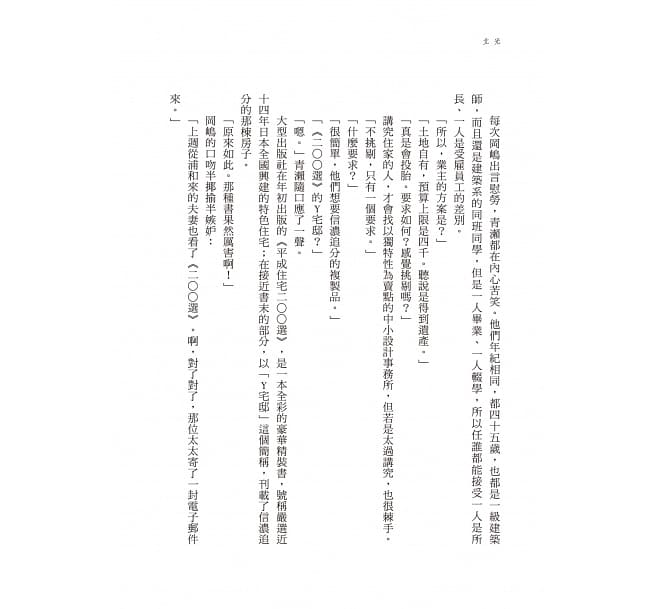 北光
每次岡嶋出言慰勞，青瀨都在內心苦笑。他們年紀相同，都四十五歲，也都是一級建築
師，而且還是建築系的同班同學，但是一人畢業、一人輟學，所以任誰都能接受一人是所
長、一人是受雇員工的差別。
「所以，業主的方案是？」
「土地自有，預算上限是四千。聽說是得到遺產。」
「真是會投胎。要求如何？感覺挑剔嗎？」
講究住家的人，才會找以獨特性為賣點的中小設計事務所，但若是太過講究，也很棘手。
「不挑剔，只有一個要求。」
「什麼要求？」
「很簡單，他們想要信濃追分的複製品。」
「《二〇〇選》的Y宅邸？」
「嗯。」青瀨隨口應了一聲。
大型出版社在年初出版的《平成住宅二〇〇選》，是一本全彩的豪華精裝書，號稱嚴選近
十四年日本全國興建的特色住宅；在接近書末的部分，以「Y宅邸」這個簡稱，刊載了信濃追
分的那棟房子。
「原來如此。那種書果然厲害啊！」
岡嶋的口吻半揶揄半嫉妒：
「上週從浦和來的夫妻也看了《二〇〇選》。啊，對了對了，那位太太寄了一封電子郵件
來。」